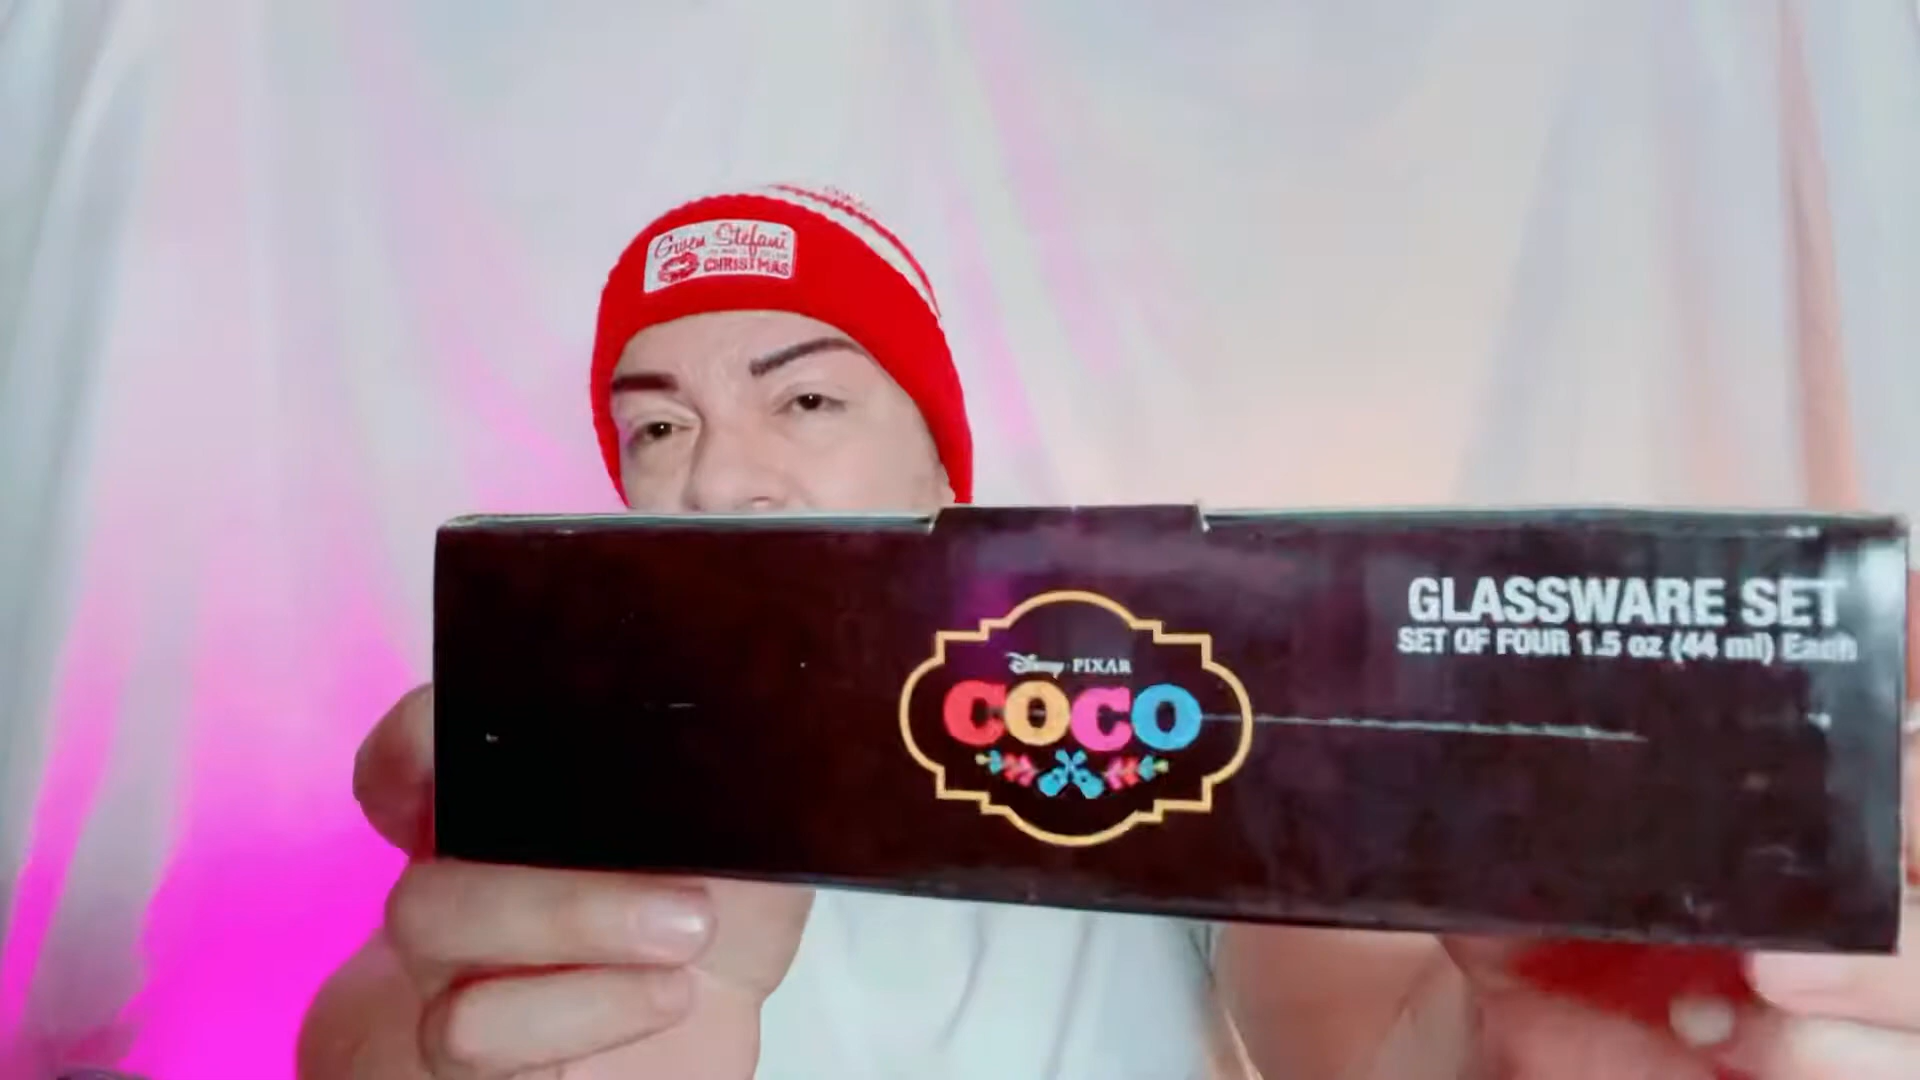 Gwen Stefani
CHRISTMAS
GLASSWARE SET
SET OF FOUR 1.5 oz (44 ml) Each
Disney PIXAR
COCO